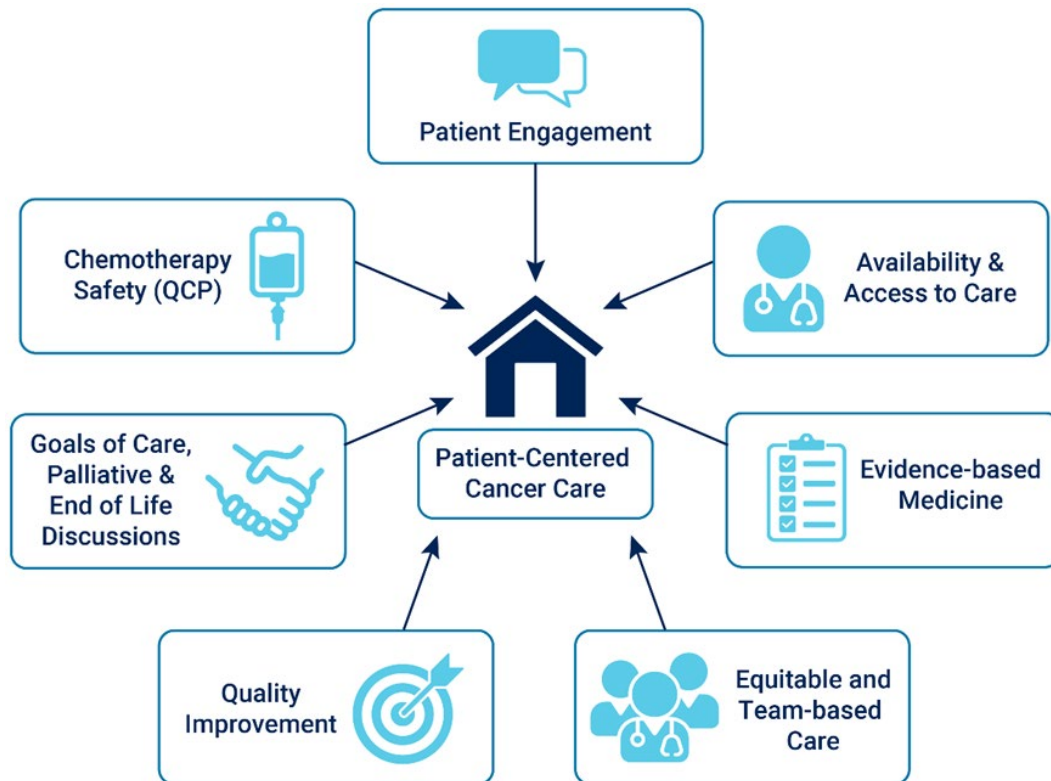 Patient Engagement
Chemotherapy
Safety (QCP)
Availability &
Access to Care
Goals of Care,
Palliative &
End of Life
Discussions
Patient-Centered
Cancer Care
Evidence-based
Medicine
Quality
Improvement
Equitable and
Team-based
Care